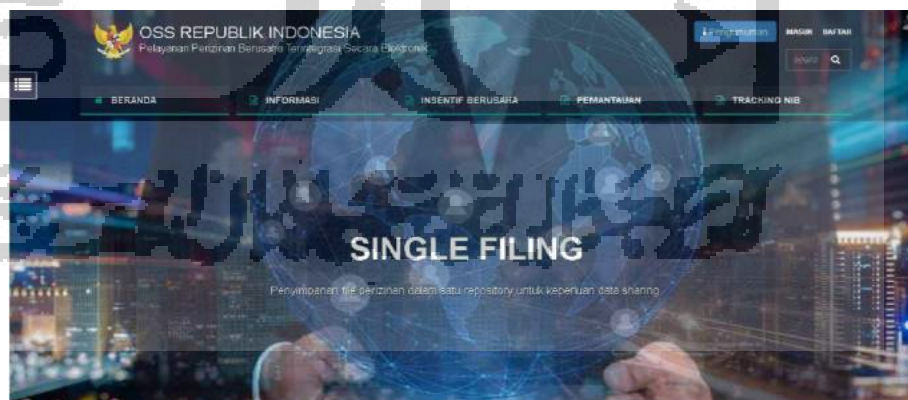 OSS REPUBLIK INDONESIA
Pelayanan Perizinan Berusaha Terintegrasi Secara Elektronik
Pengumuman
MASUK DAFTAR
BERANDA
INFORMASI
INSENTIF BERUSAHA
PEMANTAUAN
TRACKING NIB
SINGLE FILING
Penyimpanan file perizinan dalam satu repository untuk keperluan data sharing